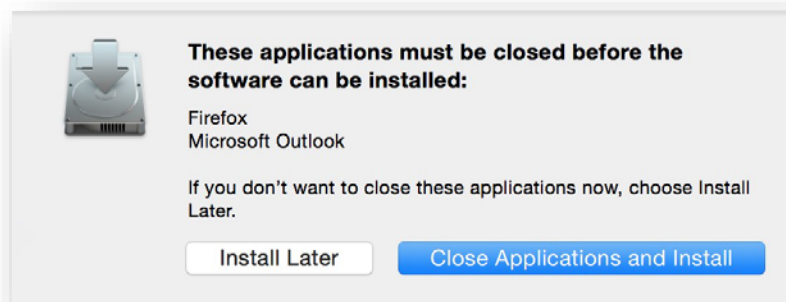 These applications must be closed before the
software can be installed:
Firefox
Microsoft Outlook
If you don’t want to close these applications now, choose Install
Later.
Install Later
Close Applications and Install